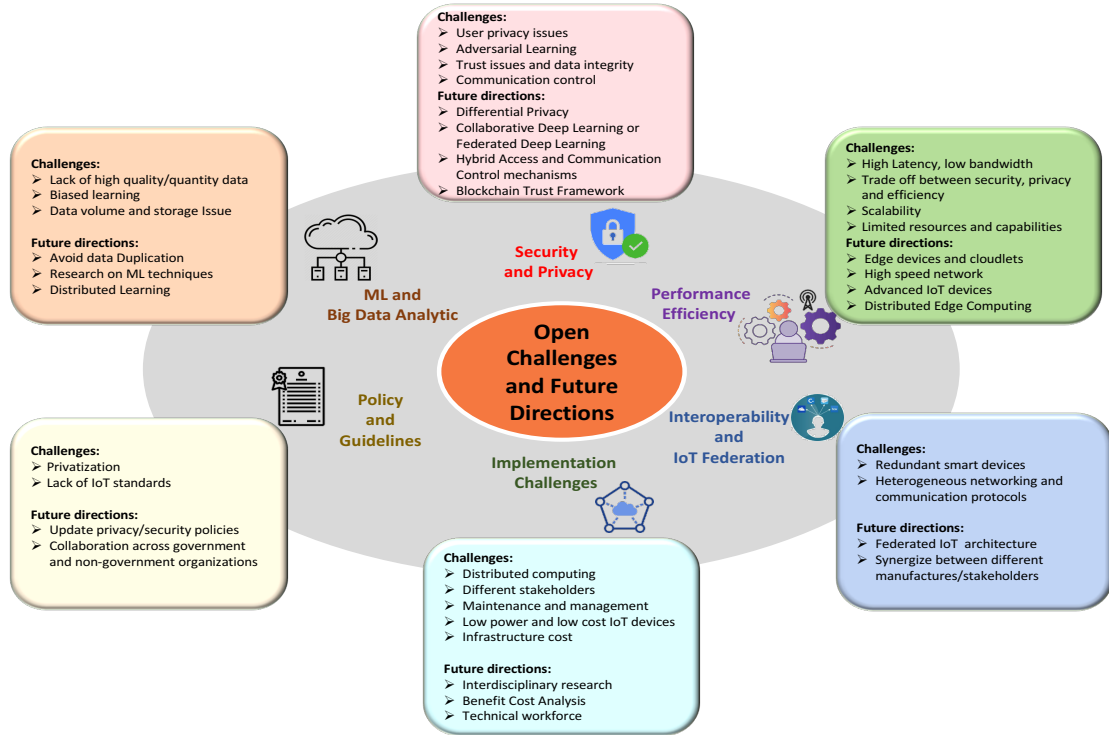 Challenges:
➢ User privacy issues
➢ Adversarial Learning
➢ Trust issues and data integrity
➢ Communication control
Future directions:
➢ Differential Privacy
➢ Collaborative Deep Learning or
Federated Deep Learning
➢ Hybrid Access and Communication
Control mechanisms
➢ Blockchain Trust Framework
Challenges:
➢ Lack of high quality/quantity data
➢ Biased learning
➢ Data volume and storage Issue
Future directions:
➢ Avoid data Duplication
➢ Research on ML techniques
➢ Distributed Learning
Challenges:
➢ High Latency, low bandwidth
➢ Trade off between security, privacy
and efficiency
➢ Scalability
➢ Limited resources and capabilities
Future directions:
➢ Edge devices and cloudlets
➢ High speed network
➢ Advanced IoT devices
➢ Distributed Edge Computing
Security
and Privacy
ML and
Big Data Analytic
Performance
Efficiency
Open
Challenges
and Future
Directions
Policy
and
Guidelines
Interoperability
and
IoT Federation
Implementation
Challenges
Challenges:
➢ Privatization
➢ Lack of IoT standards
Future directions:
➢ Update privacy/security policies
➢ Collaboration across government
and non-government organizations
Challenges:
➢ Redundant smart devices
➢ Heterogeneous networking and
communication protocols
Future directions:
➢ Federated IoT architecture
➢ Synergize between different
manufactures/stakeholders
Challenges:
➢ Distributed computing
➢ Different stakeholders
➢ Maintenance and management
➢ Low power and low cost IoT devices
➢ Infrastructure cost
Future directions:
➢ Interdisciplinary research
➢ Benefit Cost Analysis
➢ Technical workforce